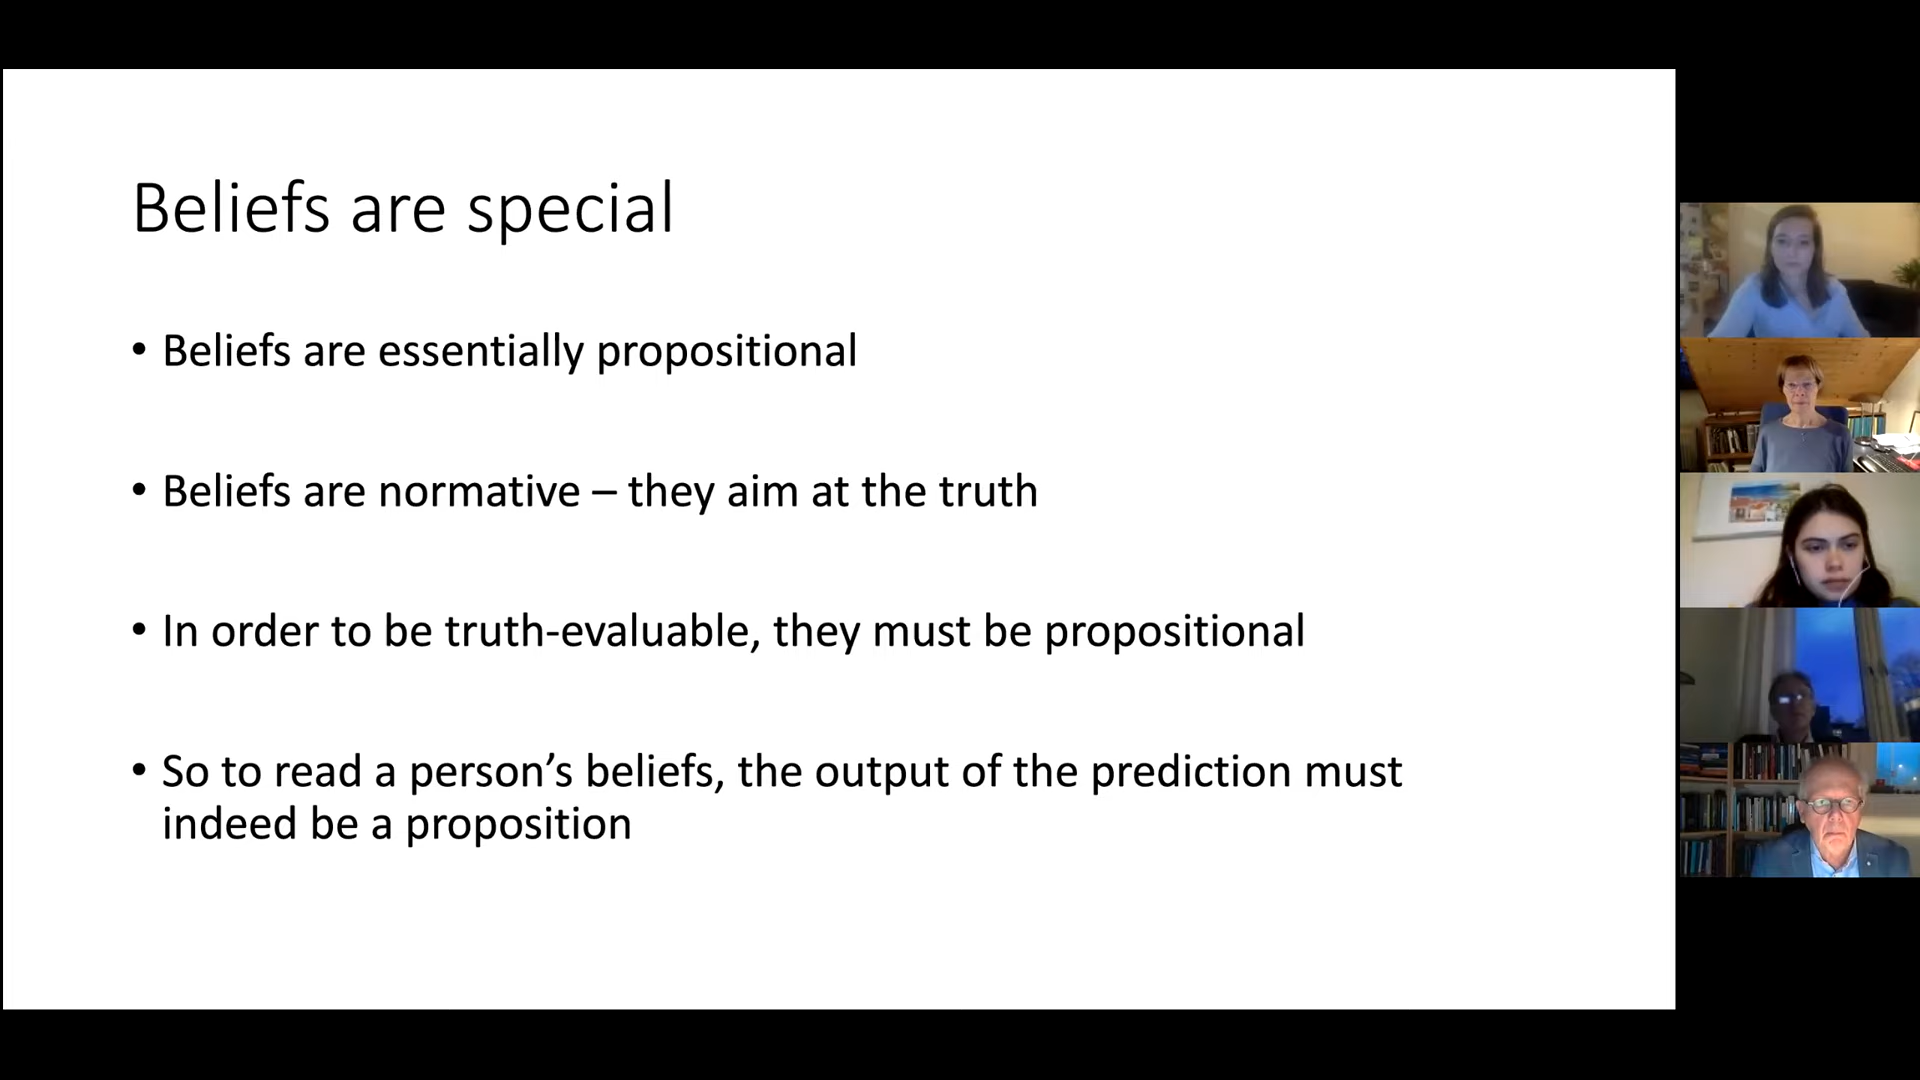 Beliefs are special
• Beliefs are essentially propositional
• Beliefs are normative – they aim at the truth
• In order to be truth-evaluable, they must be propositional
• So to read a person’s beliefs, the output of the prediction must
indeed be a proposition